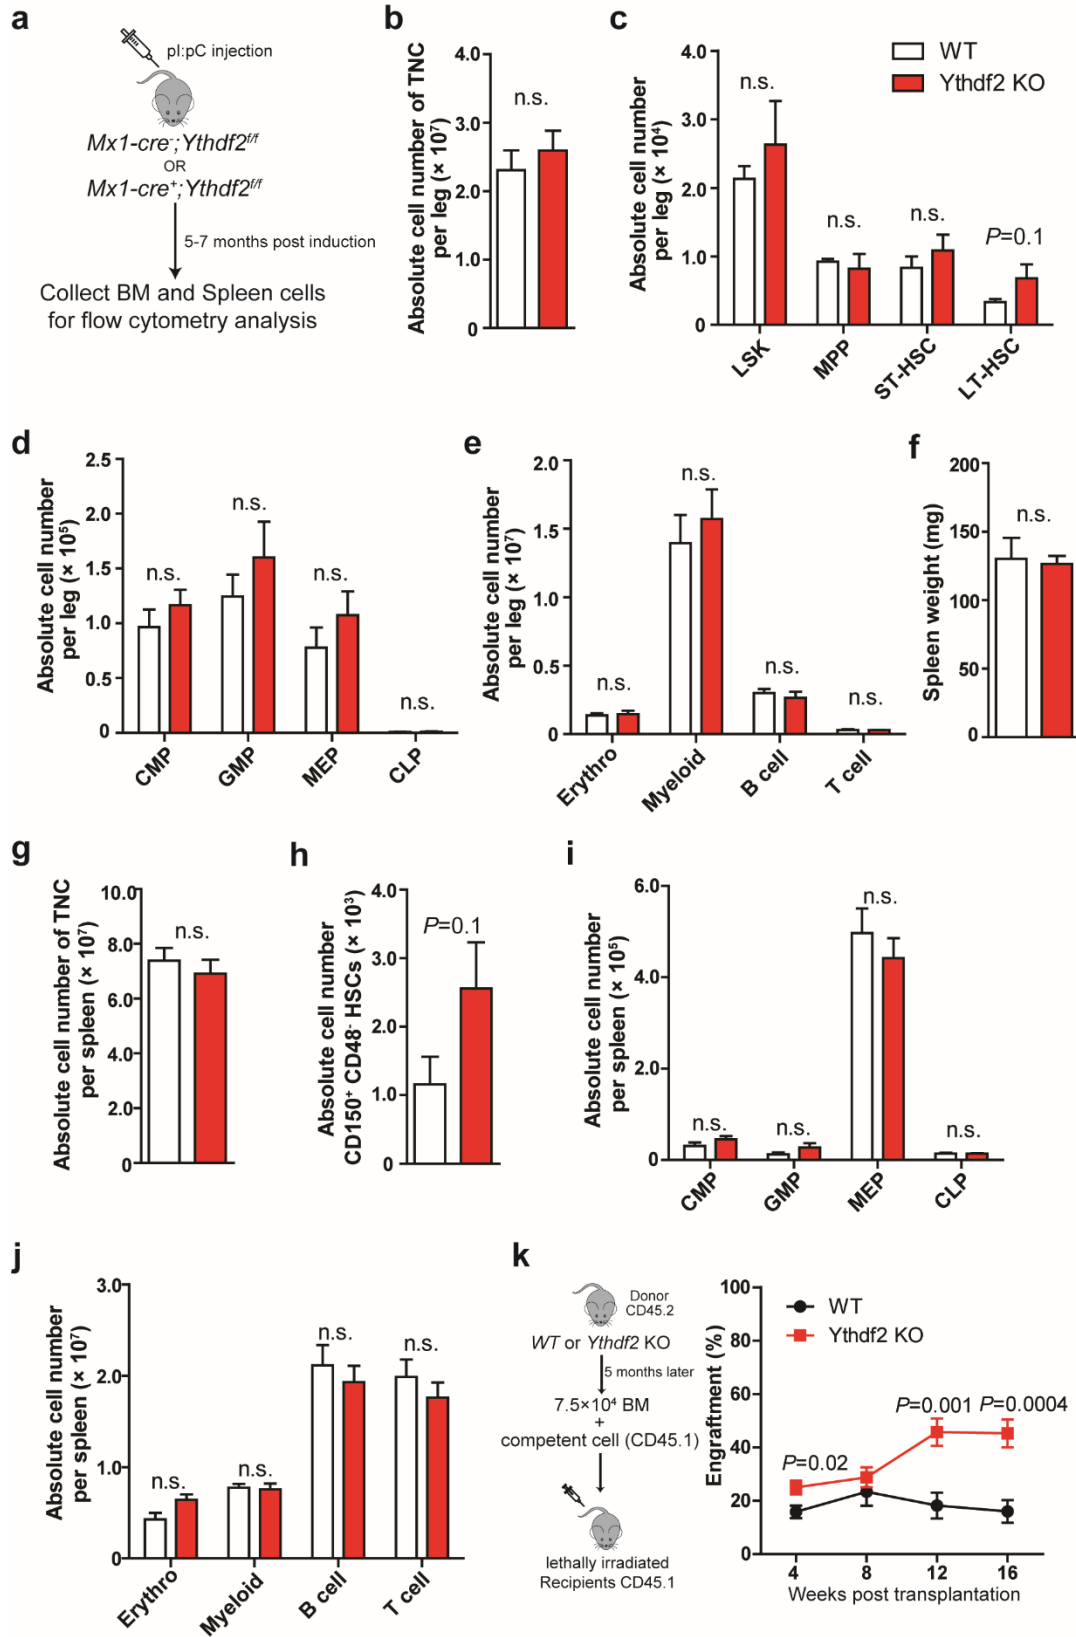 a
pI:pC injection
Mx1-cre-;Ythdf2f/f
OR
Mx1-cre+;Ythdf2f/f
5-7 months post induction
Collect BM and Spleen cells
for flow cytometry analysis
b
Absolute cell number of TNC
per leg (× 10⁷)
4.0
3.0
2.0
1.0
0
n.s.
c
WT
Ythdf2 KO
Absolute cell number
per leg (× 10⁴)
4.0
3.0
2.0
1.0
0
n.s.
n.s.
n.s.
P=0.1
LSK
MPP
ST-HSC
LT-HSC
d
Absolute cell number
per leg (× 10⁵)
2.5
2.0
1.5
1.0
0.5
0
n.s.
n.s.
n.s.
n.s.
CMP
GMP
MEP
CLP
e
Absolute cell number
per leg (× 10⁷)
2.0
1.5
1.0
0.5
0
n.s.
n.s.
n.s.
n.s.
Erythro
Myeloid
B cell
T cell
f
Spleen weight (mg)
200
150
100
50
0
n.s.
g
Absolute cell number of TNC
per spleen (× 10⁷)
10.0
8.0
6.0
4.0
2.0
0
n.s.
h
Absolute cell number
CD150⁺ CD48⁻ HSCs (× 10³)
4.0
3.0
2.0
1.0
0
P=0.1
i
Absolute cell number
per spleen (× 10⁵)
6.0
4.0
2.0
0
n.s.
n.s.
n.s.
n.s.
CMP
GMP
MEP
CLP
j
Absolute cell number
per spleen (× 10⁷)
3.0
2.0
1.0
0
n.s.
n.s.
n.s.
n.s.
Erythro
Myeloid
B cell
T cell
k
Donor
CD45.2
WT or Ythdf2 KO
5 months later
7.5×10⁴ BM
+
competent cell (CD45.1)
lethally irradiated
Recipients CD45.1
Engraftment (%)
100
80
60
40
20
0
WT
Ythdf2 KO
P=0.02
P=0.001
P=0.0004
4
8
12
16
Weeks post transplantation